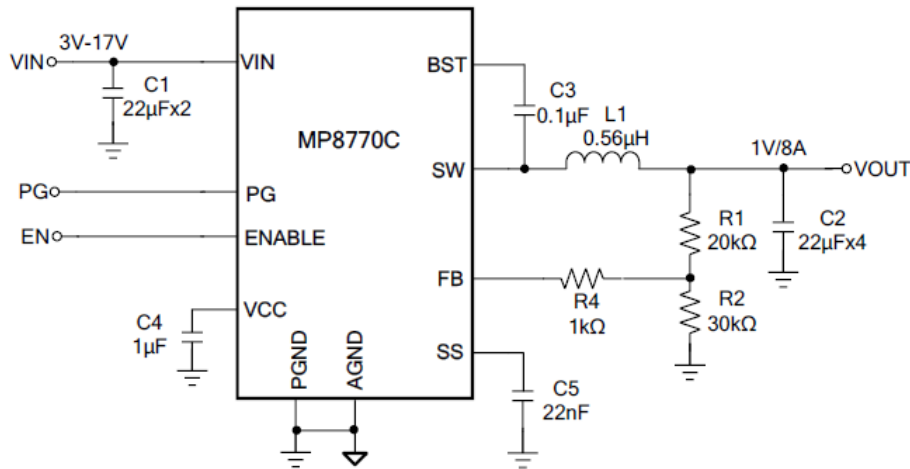 3V-17V
VIN
C1
22µFx2
VIN
BST
C3
0.1µF
L1
0.56µH
MP8770C
SW
1V/8A
VOUT
PG
PG
EN
ENABLE
R1
20kΩ
C2
22µFx4
FB
R4
1kΩ
R2
30kΩ
VCC
C4
1µF
SS
C5
22nF
PGND
AGND